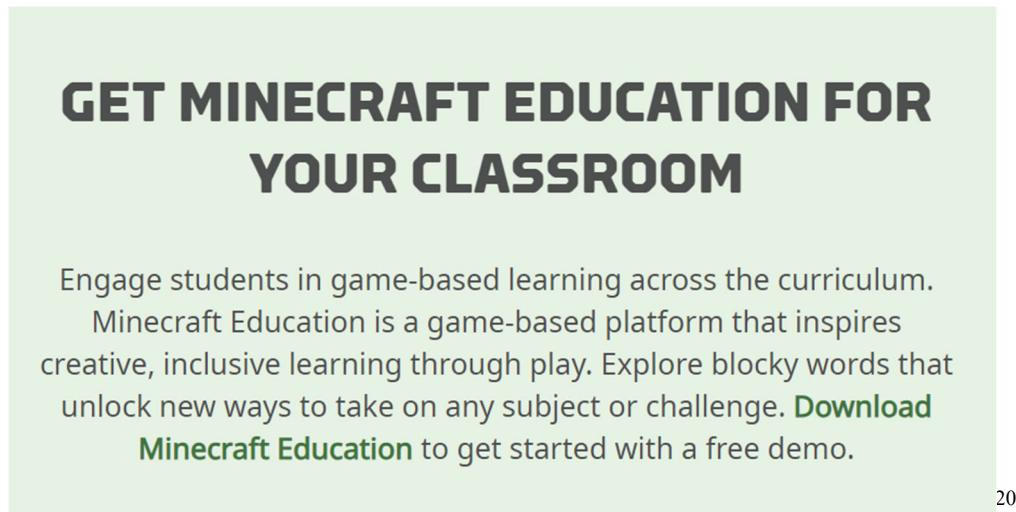 GET MINECRAFT EDUCATION FOR
YOUR CLASSROOM
Engage students in game-based learning across the curriculum.
Minecraft Education is a game-based platform that inspires
creative, inclusive learning through play. Explore blocky words that
unlock new ways to take on any subject or challenge. Download
Minecraft Education to get started with a free demo.
20